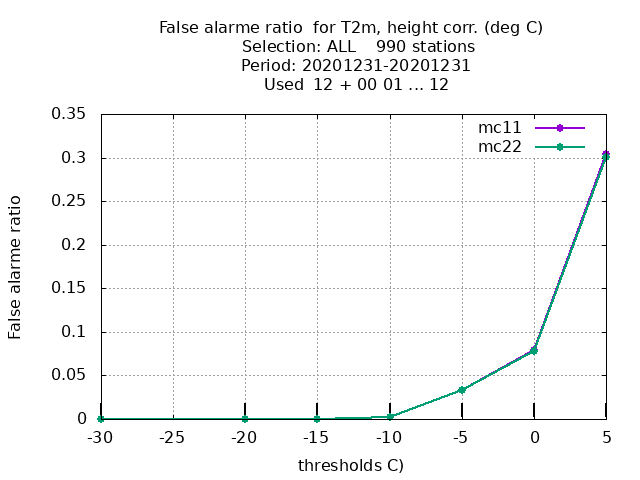 False alarme ratio  for T2m, height corr. (deg C)
Selection: ALL    990 stations
Period: 20201231-20201231
Used  12 + 00 01 ... 12
0.35
0.3
0.25
0.2
0.15
0.1
0.05
0
False alarme ratio
mc11
mc22
-30 -25 -20 -15 -10 -5 0 5
thresholds C)